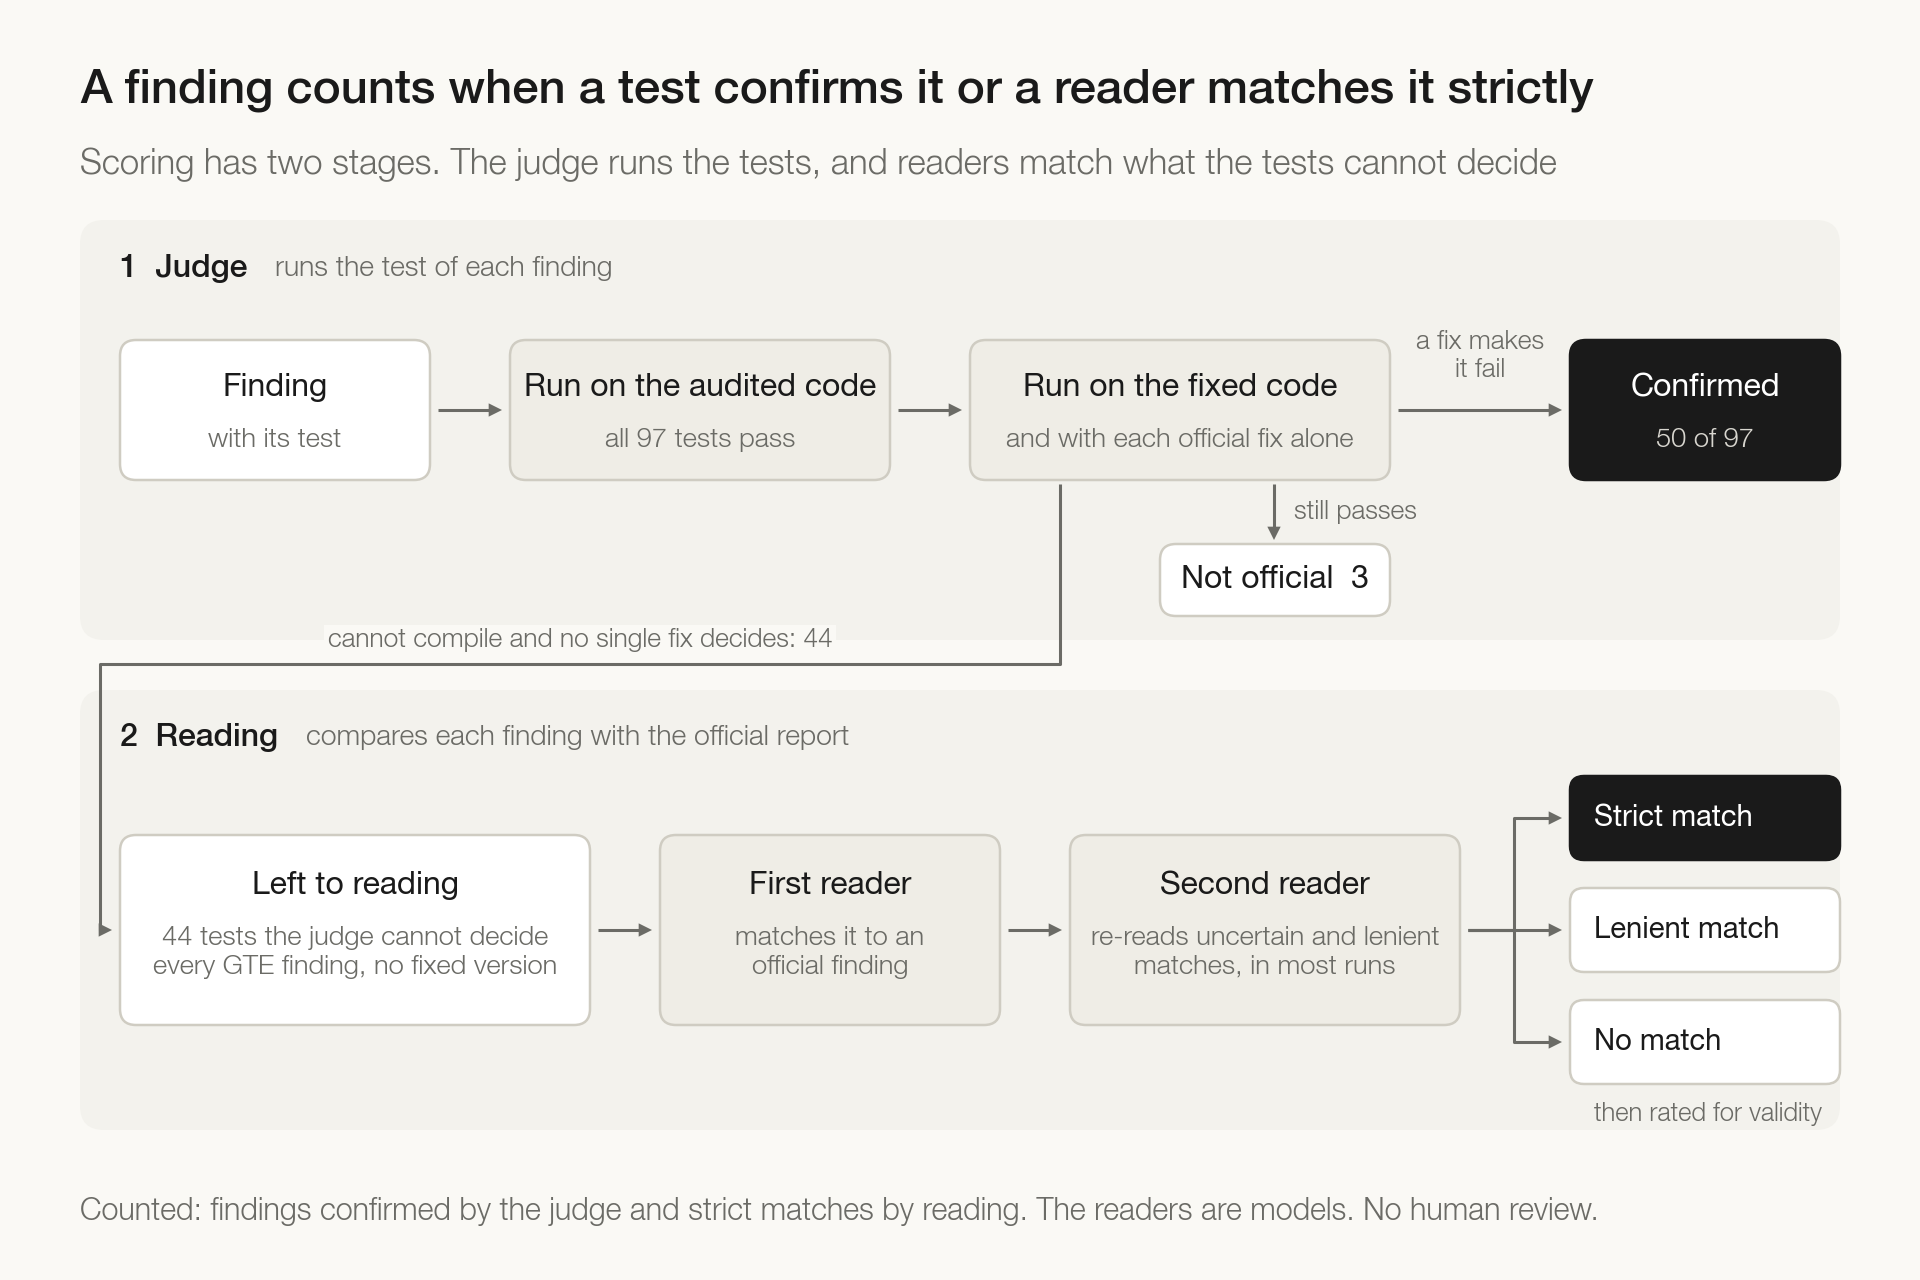 A finding counts when a test confirms it or a reader matches it strictly
Scoring has two stages. The judge runs the tests, and readers match what the tests cannot decide
1 Judge runs the test of each finding
Finding
with its test
Run on the audited code
all 97 tests pass
Run on the fixed code
and with each official fix alone
a fix makes
it fail
Confirmed
50 of 97
still passes
Not official 3
cannot compile and no single fix decides: 44
2 Reading compares each finding with the official report
Left to reading
44 tests the judge cannot decide
every GTE finding, no fixed version
First reader
matches it to an
official finding
Second reader
re-reads uncertain and lenient
matches, in most runs
Strict match
Lenient match
No match
then rated for validity
Counted: findings confirmed by the judge and strict matches by reading. The readers are models. No human review.